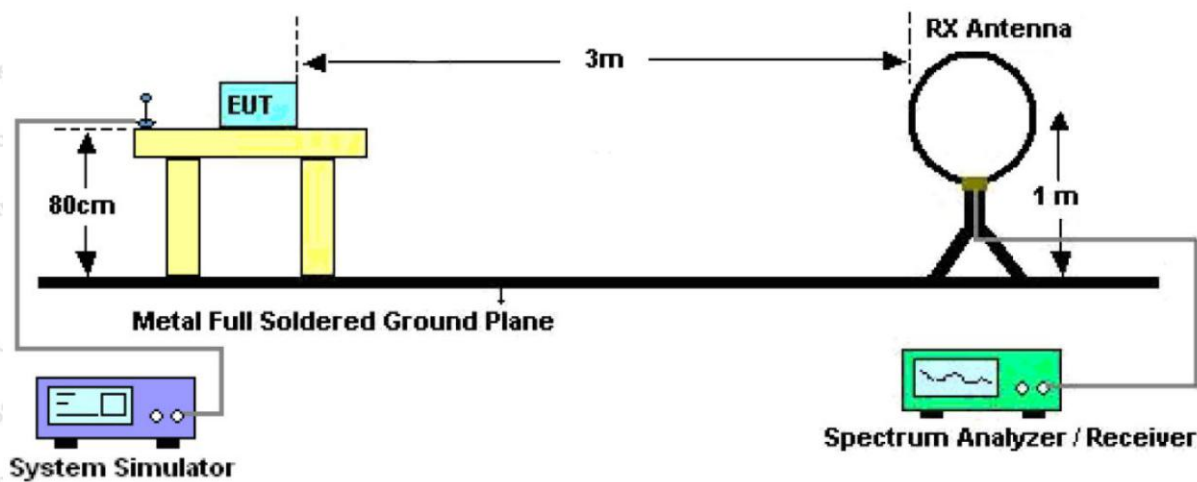 RX Antenna
3m
EUT
80cm
1 m
Metal Full Soldered Ground Plane
System Simulator
Spectrum Analyzer / Receiver